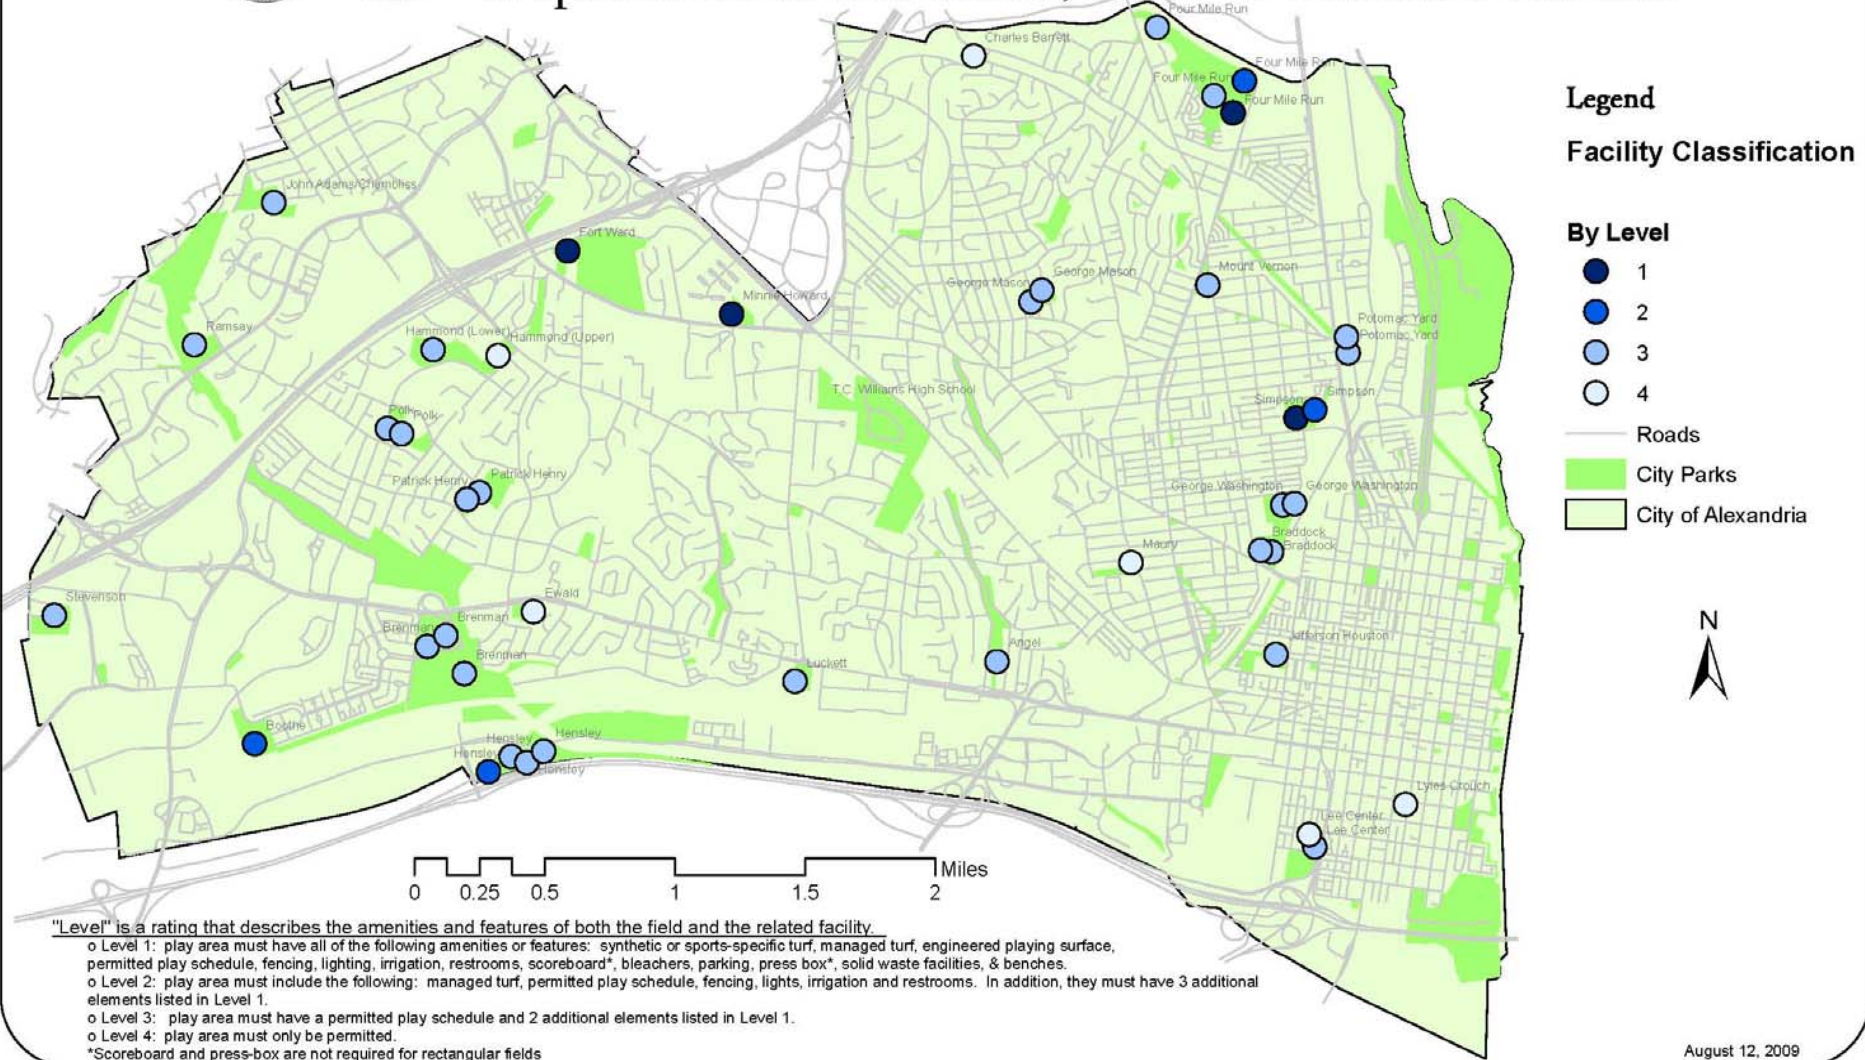 Four Mile Run
Charles Barrett
Four Mile Run
Four Mile Run
Four Mile Run
John Adams/Chambliss
Fort Ward
Minnie Howard
George Mason
George Mason
Mount Vernon
Ramsay
Hammond (Lower)
Hammond (Upper)
Potomac Yard
Potomac Yard
T.C. Williams High School
Simpson
Simpson
Polk
Polk
Patrick Henry
Patrick Henry
George Washington
George Washington
Braddock
Braddock
Maury
Stevenson
Ewald
Brenman
Brenman
Brenman
Jefferson Houston
Angel
Luckett
Boothe
Hensley
Hensley
Hensley
Hensley
Lyles Crouch
Lee Center
Lee Center
Legend
Facility Classification
By Level
1
2
3
4
Roads
City Parks
City of Alexandria
N
Miles
0 0.25 0.5 1 1.5 2
"Level" is a rating that describes the amenities and features of both the field and the related facility.
o Level 1: play area must have all of the following amenities or features: synthetic or sports-specific turf, managed turf, engineered playing surface,
permitted play schedule, fencing, lighting, irrigation, restrooms, scoreboard*, bleachers, parking, press box*, solid waste facilities, & benches.
o Level 2: play area must include the following: managed turf, permitted play schedule, fencing, lights, irrigation and restrooms. In addition, they must have 3 additional
elements listed in Level 1.
o Level 3: play area must have a permitted play schedule and 2 additional elements listed in Level 1.
o Level 4: play area must only be permitted.
*Scoreboard and press-box are not required for rectangular fields
August 12, 2009